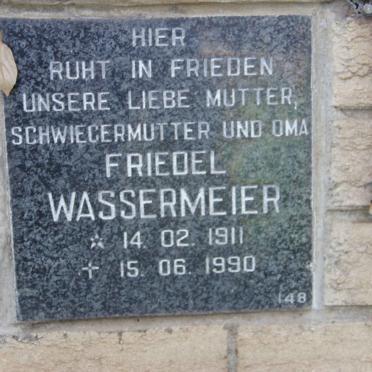 HIER
RUHT IN FRIEDEN
UNSERE LIEBE MUTTER,
SCHWIEGERMUTTER UND OMA
FRIEDEL
WASSERMEIER
* 14. 02. 1911
+ 15. 06. 1990
148